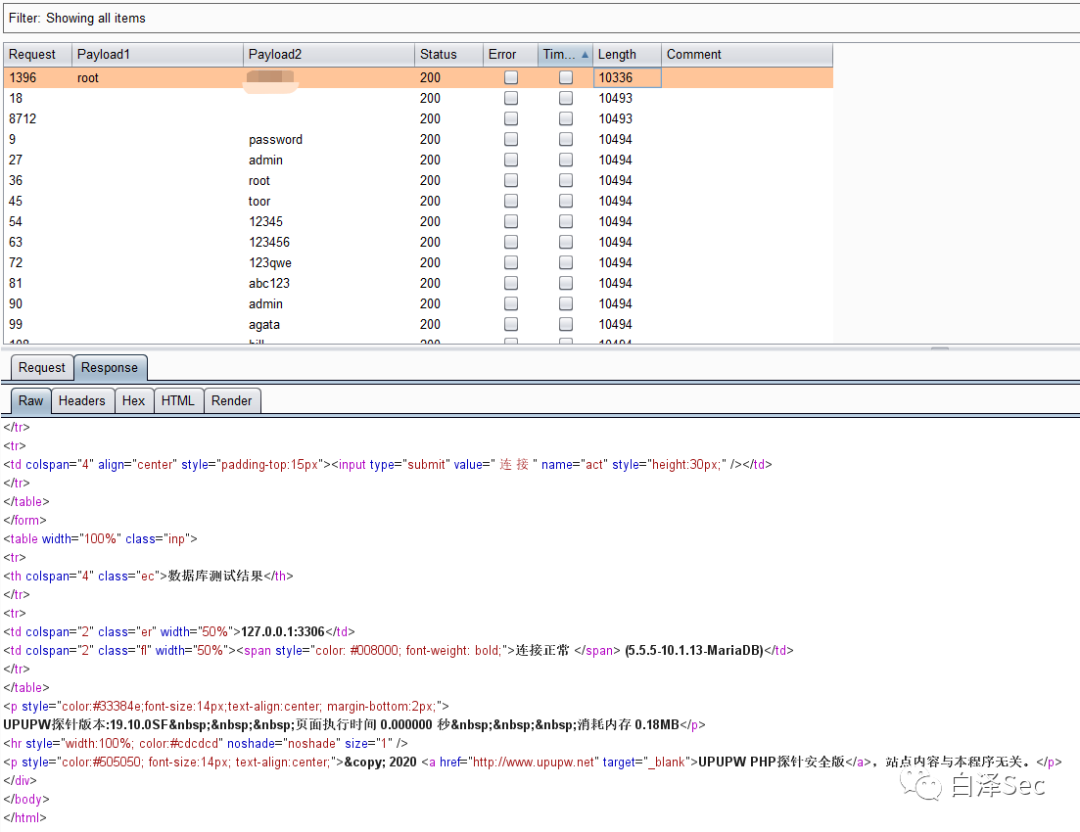 Filter: Showing all items
Request Payload1 Payload2 Status Error Tim... Length Comment
1396 root 200 10336
18 200 10493
8712 200 10493
9 password 200 10494
27 admin 200 10494
36 root 200 10494
45 toor 200 10494
54 12345 200 10494
63 123456 200 10494
72 123qwe 200 10494
81 abc123 200 10494
90 admin 200 10494
99 agata 200 10494
Request Response
Raw Headers Hex HTML Render
</tr>
<tr>
<td colspan="4" align="center" style="padding-top:15px"><input type="submit" value=" 连 接 " name="act" style="height:30px;" /></td>
</tr>
</table>
</form>
<table width="100%" class="inp">
<tr>
<th colspan="4" class="ec">数据库测试结果</th>
</tr>
<tr>
<td colspan="2" class="er" width="50%">127.0.0.1:3306</td>
<td colspan="2" class="fl" width="50%"><span style="color: #008000; font-weight: bold;">连接正常 </span> (5.5.5-10.1.13-MariaDB)</td>
</tr>
</table>
<p style="color:#33384e;font-size:14px;text-align:center; margin-bottom:2px;">
UPUPW探针版本:19.10.0SF&nbsp;&nbsp;&nbsp;页面执行时间 0.000000 秒&nbsp;&nbsp;&nbsp;消耗内存 0.18MB</p>
<hr style="width:100%; color:#cdcdcd" noshade="noshade" size="1" />
<p style="color:#505050; font-size:14px; text-align:center;">&copy; 2020 <a href="http://www.upupw.net" target="_blank">UPUPW PHP探针安全版</a>，站点内容与本程序无关。</p>
</div>
</body>
</html>
白泽Sec